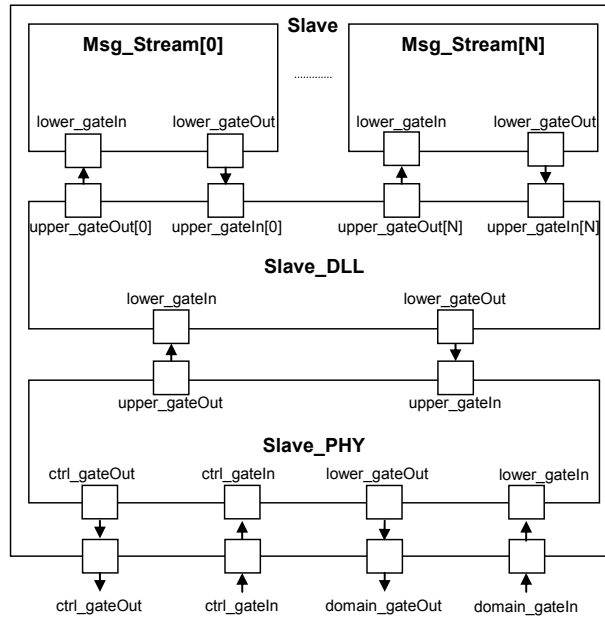 Slave
Msg_Stream[0] Msg_Stream[N]
.............
lower_gateIn lower_gateOut lower_gateIn lower_gateOut
upper_gateOut[0] upper_gateIn[0] upper_gateOut[N] upper_gateIn[N]
Slave_DLL
lower_gateIn lower_gateOut
upper_gateOut upper_gateIn
Slave_PHY
ctrl_gateOut ctrl_gateIn lower_gateOut lower_gateIn
ctrl_gateOut ctrl_gateIn domain_gateOut domain_gateIn